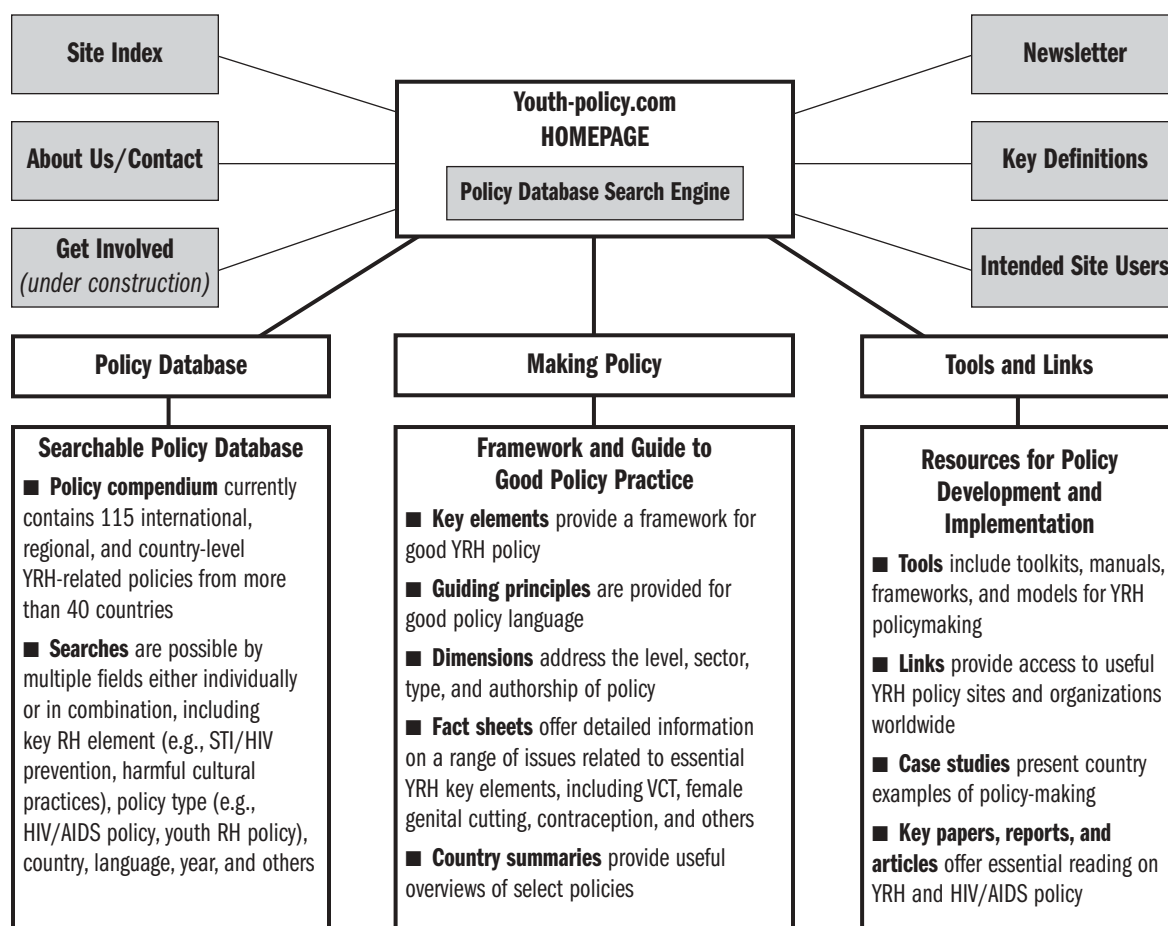 Site Index
About Us/Contact
Get Involved
(under construction)
Youth-policy.com
HOMEPAGE
Policy Database Search Engine
Newsletter
Key Definitions
Intended Site Users
Policy Database
Searchable Policy Database
■ Policy compendium currently
contains 115 international,
regional, and country-level
YRH-related policies from more
than 40 countries
■ Searches are possible by
multiple fields either individually
or in combination, including
key RH element (e.g., STI/HIV
prevention, harmful cultural
practices), policy type (e.g.,
HIV/AIDS policy, youth RH policy),
country, language, year, and others
Making Policy
Framework and Guide to
Good Policy Practice
■ Key elements provide a framework for
good YRH policy
■ Guiding principles are provided for
good policy language
■ Dimensions address the level, sector,
type, and authorship of policy
■ Fact sheets offer detailed information
on a range of issues related to essential
YRH key elements, including VCT, female
genital cutting, contraception, and others
■ Country summaries provide useful
overviews of select policies
Tools and Links
Resources for Policy
Development and
Implementation
■ Tools include toolkits, manuals,
frameworks, and models for YRH
policymaking
■ Links provide access to useful
YRH policy sites and organizations
worldwide
■ Case studies present country
examples of policy-making
■ Key papers, reports, and
articles offer essential reading on
YRH and HIV/AIDS policy